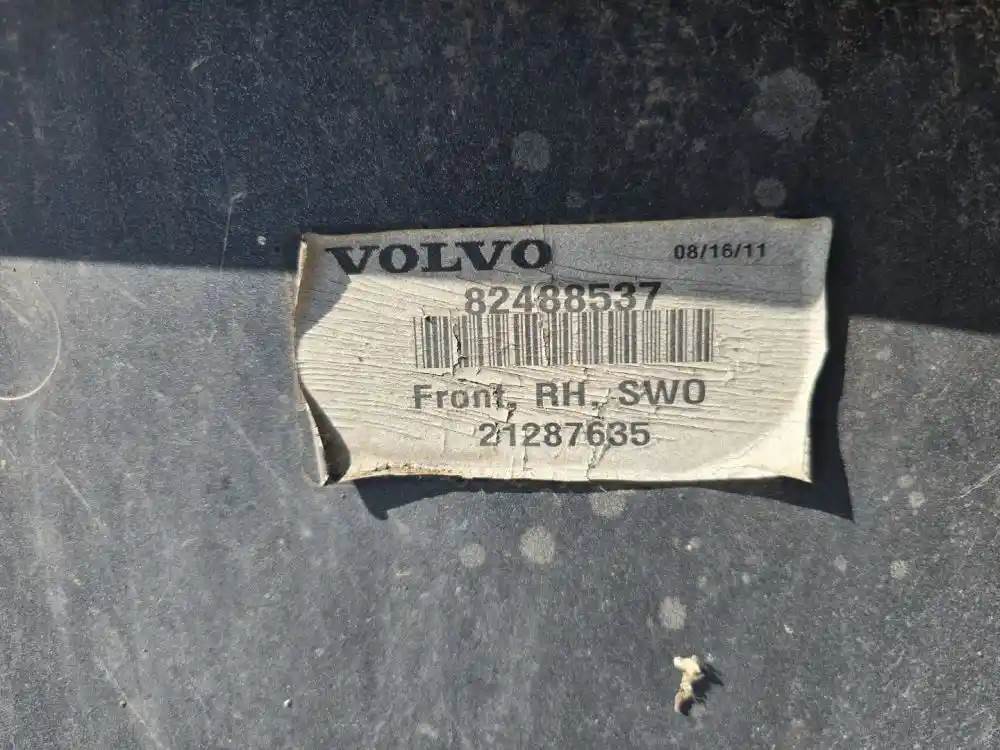 VOLVO 08/16/11
82488537
Front, RH, SWO
21287635